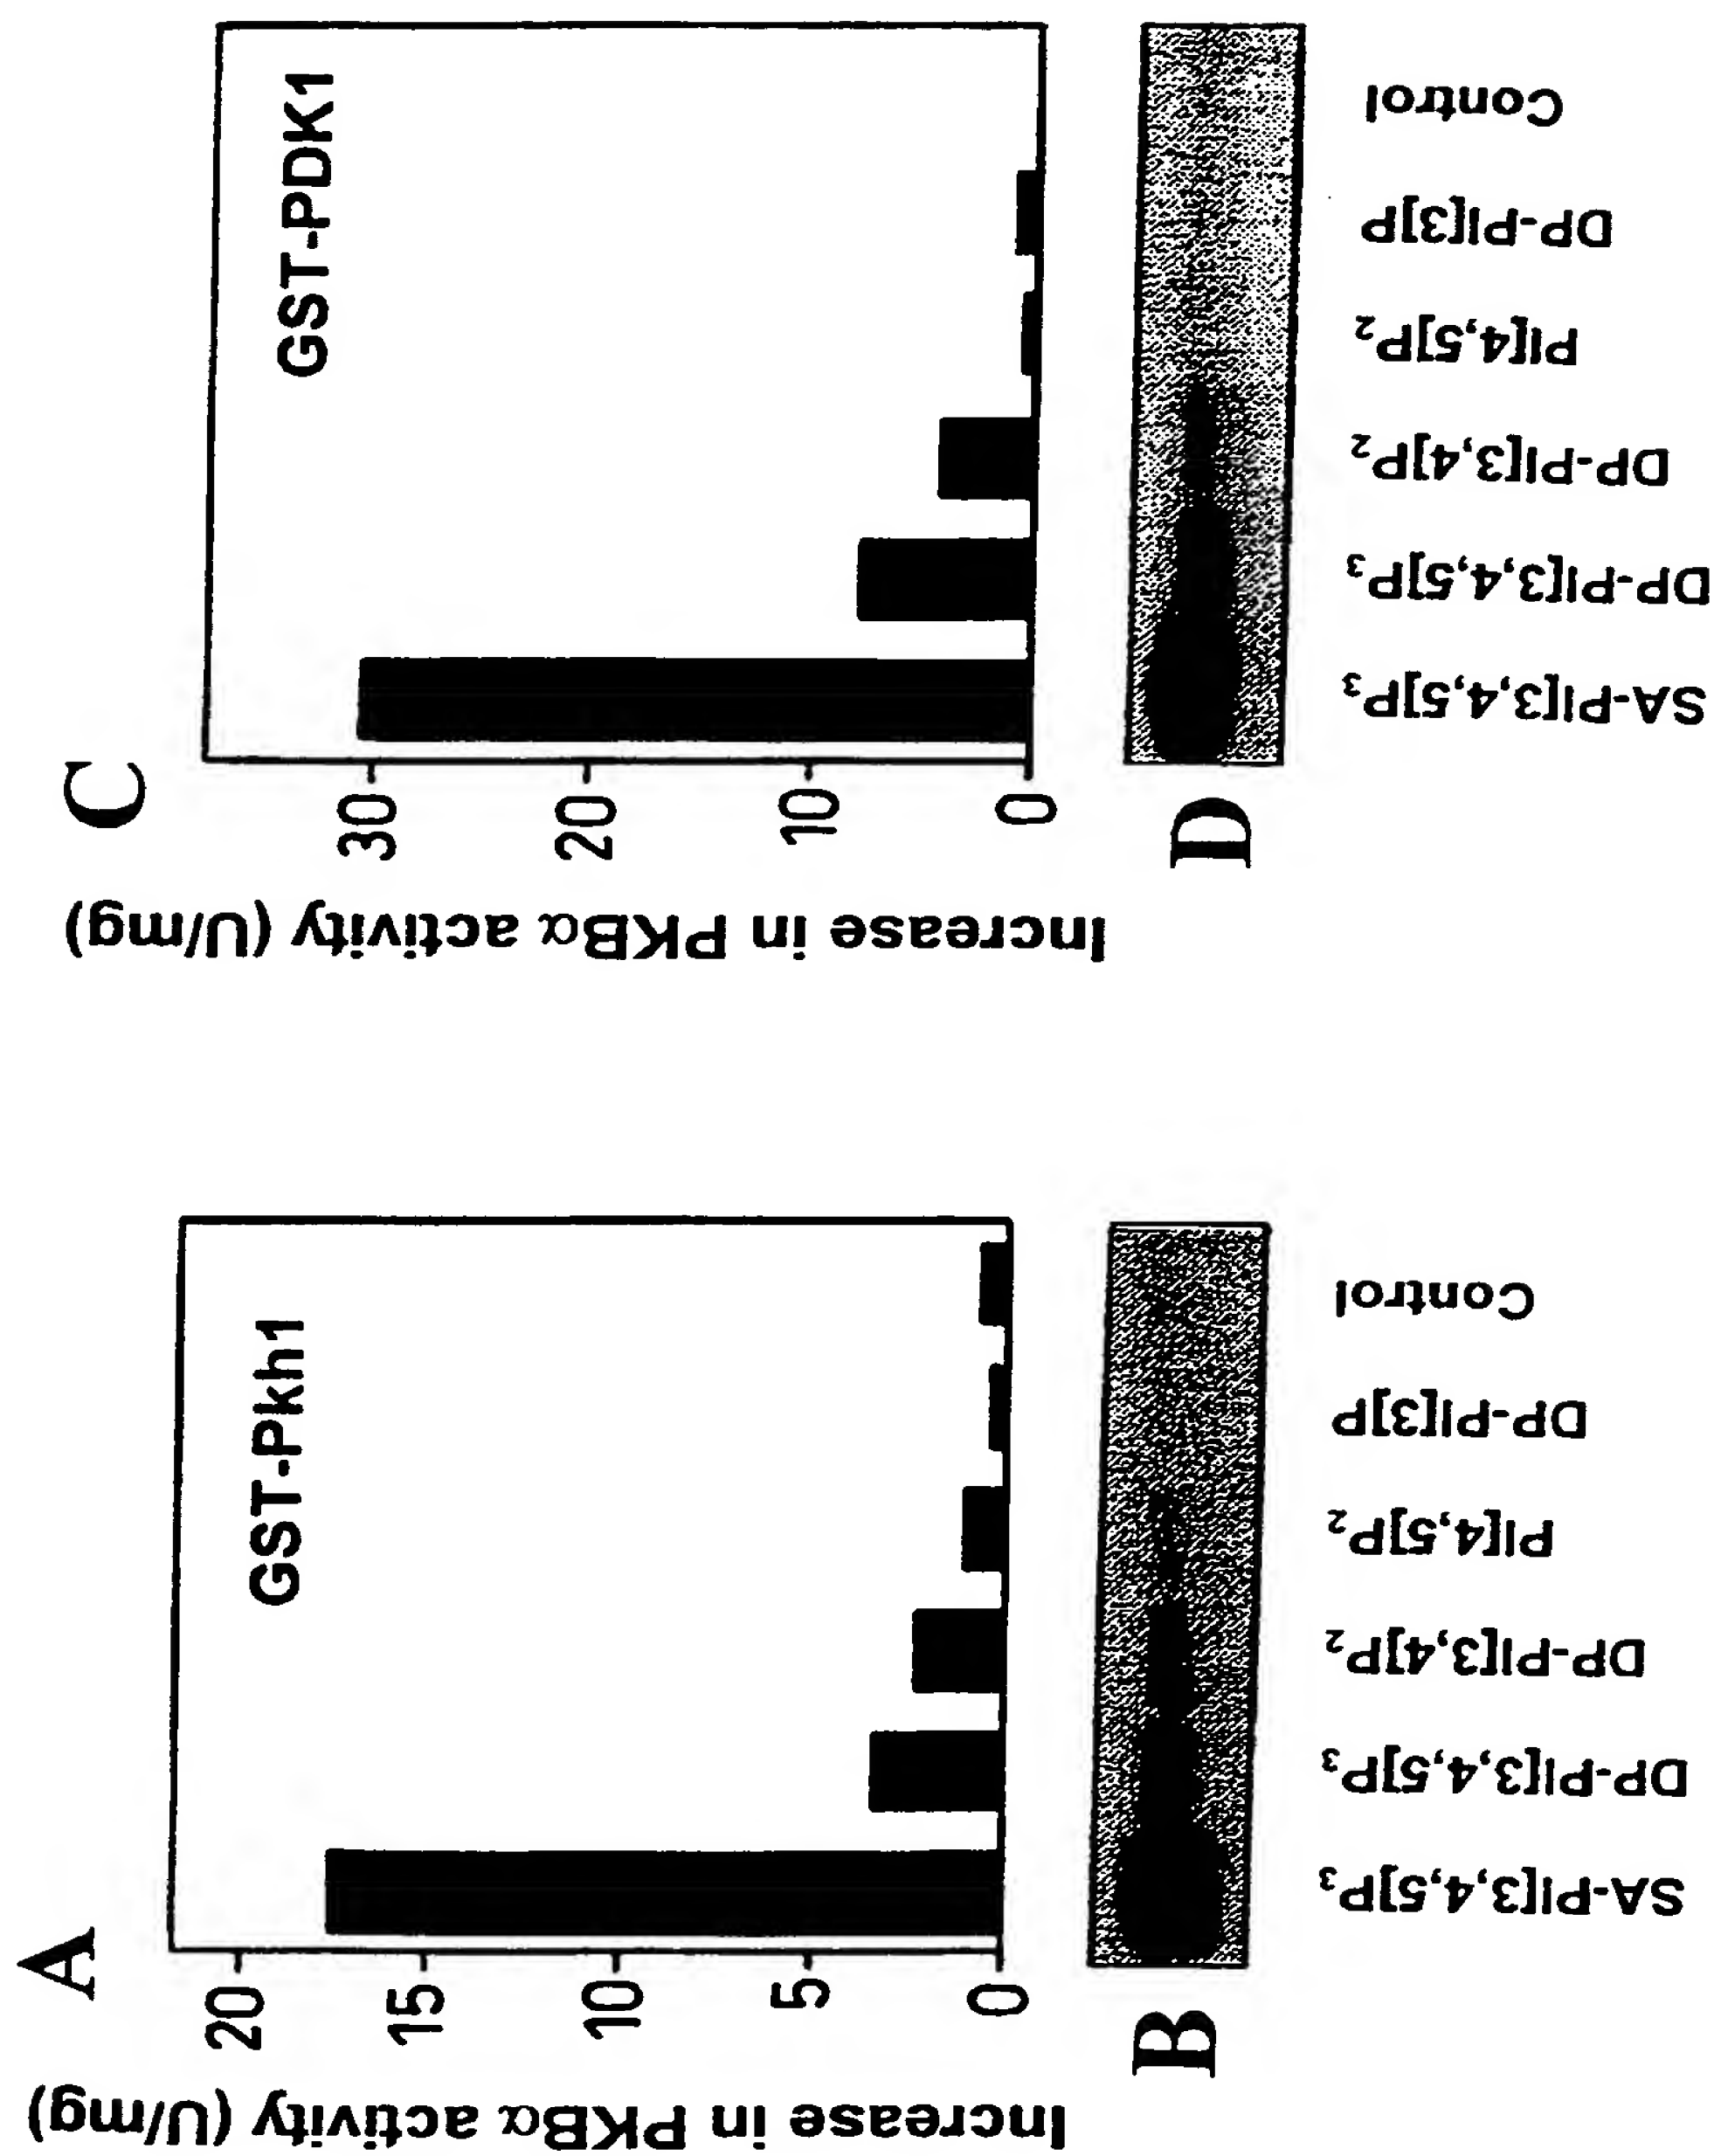 A
GST-Pkh1
Increase in PKBα activity (U/mg)
20
15
10
5
0
B
SA-PI[3,4,5]P₃
DP-PI[3,4,5]P₃
DP-PI[3,4]P₂
PI[4,5]P₂
DP-PI[3]P
Control
C
GST-PDK1
Increase in PKBα activity (U/mg)
30
20
10
0
D
SA-PI[3,4,5]P₃
DP-PI[3,4,5]P₃
DP-PI[3,4]P₂
PI[4,5]P₂
DP-PI[3]P
Control